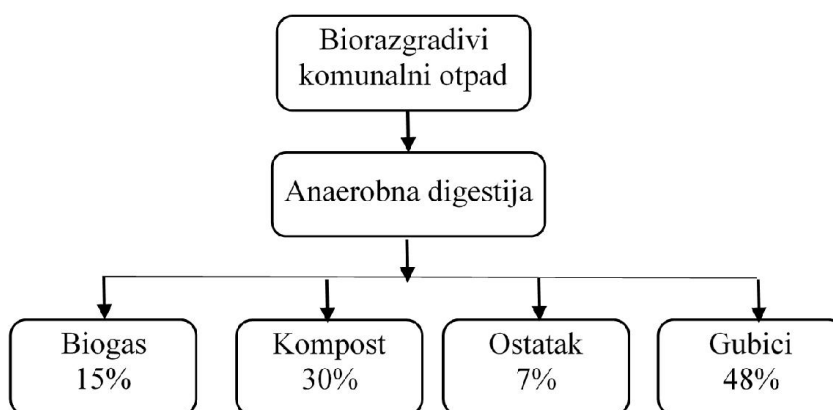 Biorazgradivi
komunalni otpad
Anaerobna digestija
Biogas
15%
Kompost
30%
Ostatak
7%
Gubici
48%